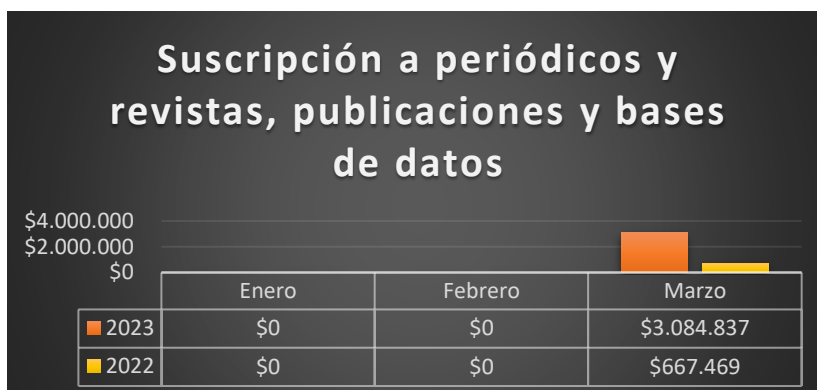 Suscripción a periódicos y
revistas, publicaciones y bases
de datos
$4.000.000
$2.000.000
$0
Enero Febrero Marzo
2023 $0 $0 $3.084.837
2022 $0 $0 $667.469